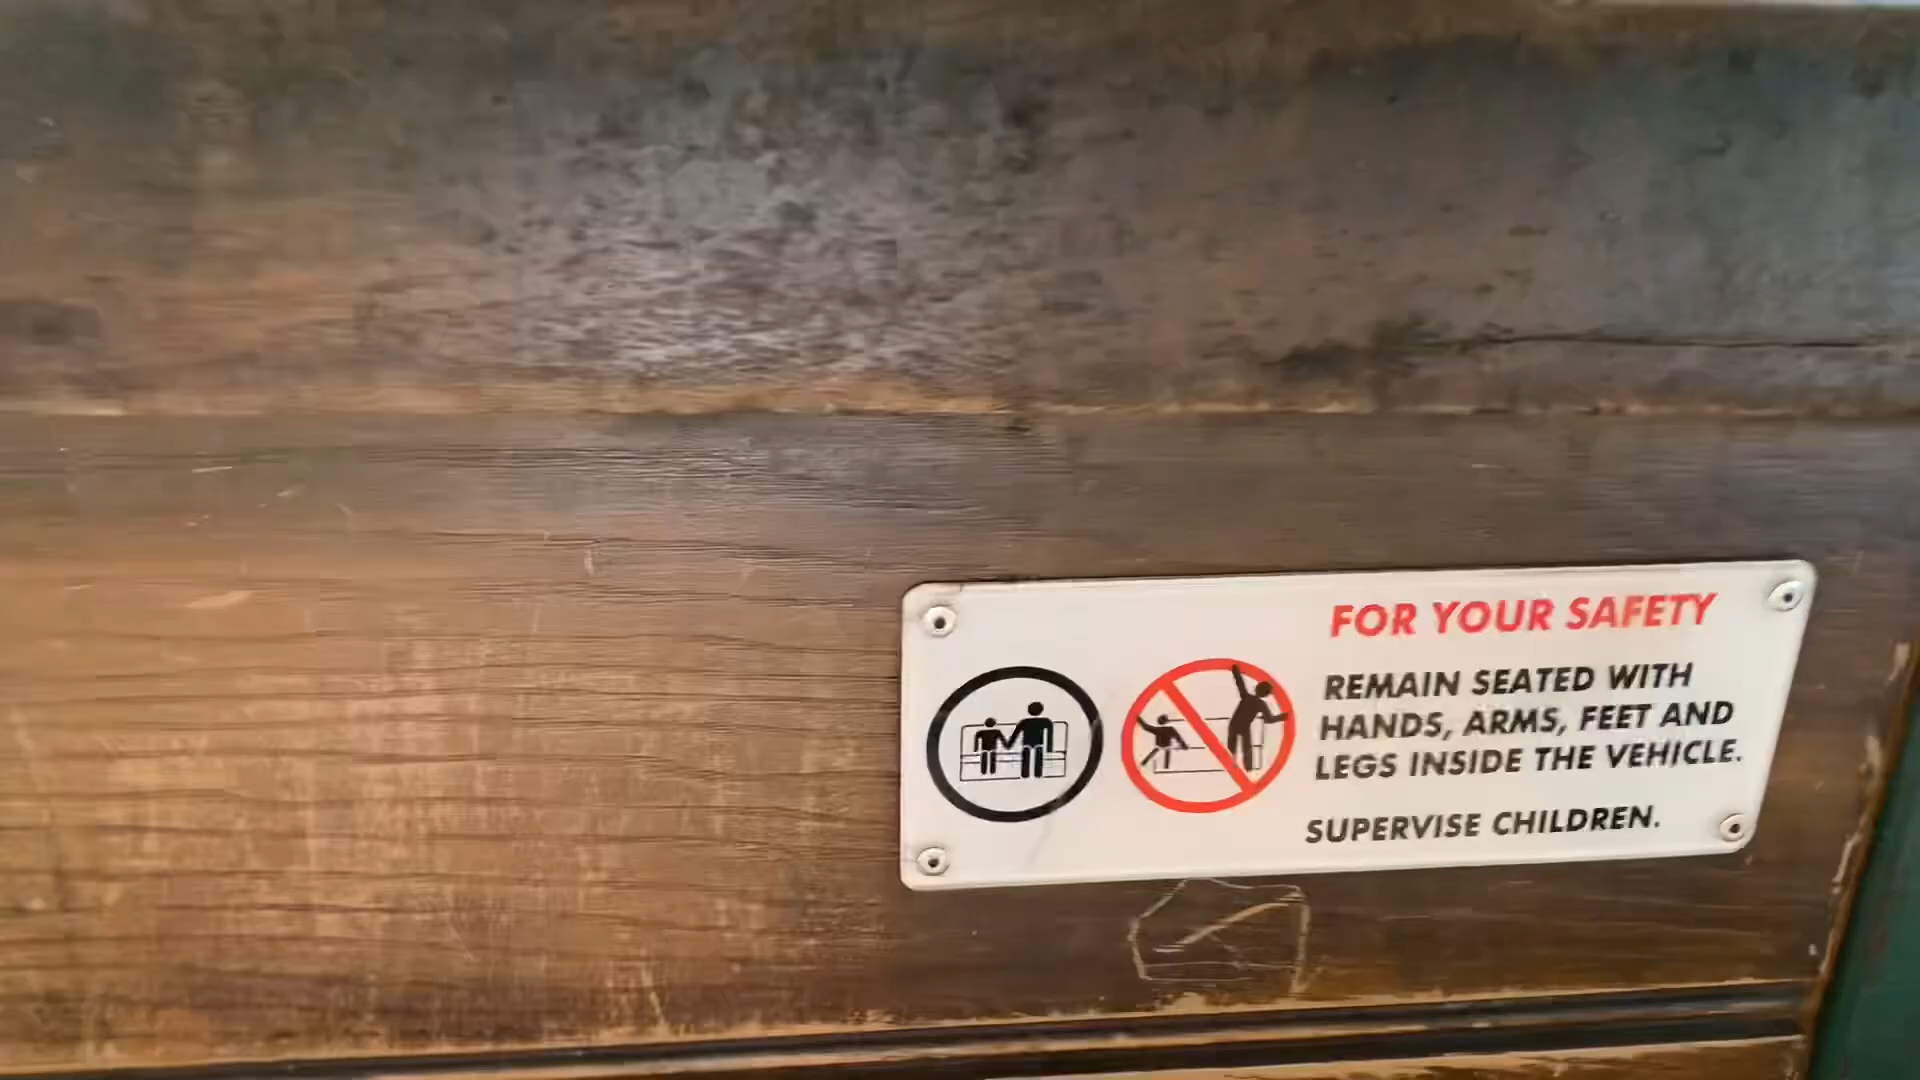 FOR YOUR SAFETY
REMAIN SEATED WITH
HANDS, ARMS, FEET AND
LEGS INSIDE THE VEHICLE.
SUPERVISE CHILDREN.